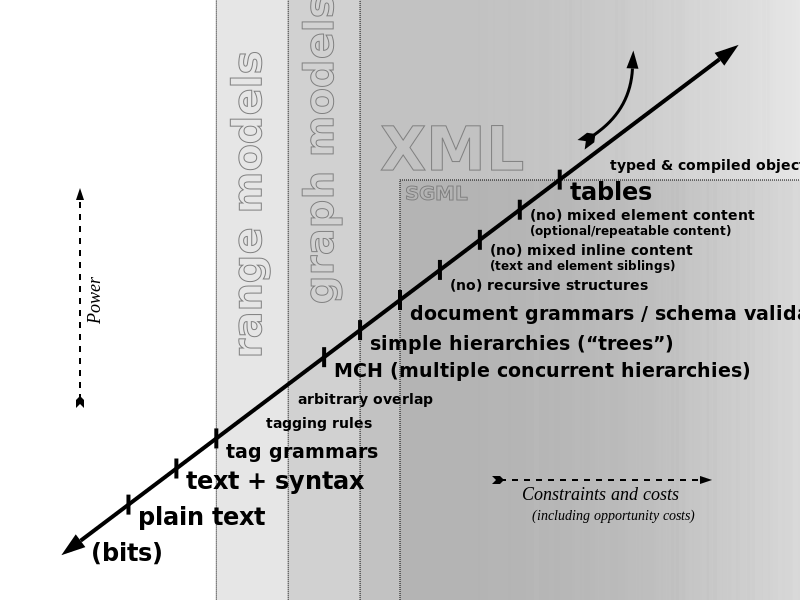 range models
graph models
XML
SGML
typed & compiled
tables
(no) mixed element content
(optional/repeatable content)
(no) mixed inline content
(text and element siblings)
(no) recursive structures
document grammars / schema
simple hierarchies (“trees”)
MCH (multiple concurrent hierarchies)
arbitrary overlap
tagging rules
tag grammars
text + syntax
plain text
(bits)
Power
Constraints and costs
(including opportunity costs)